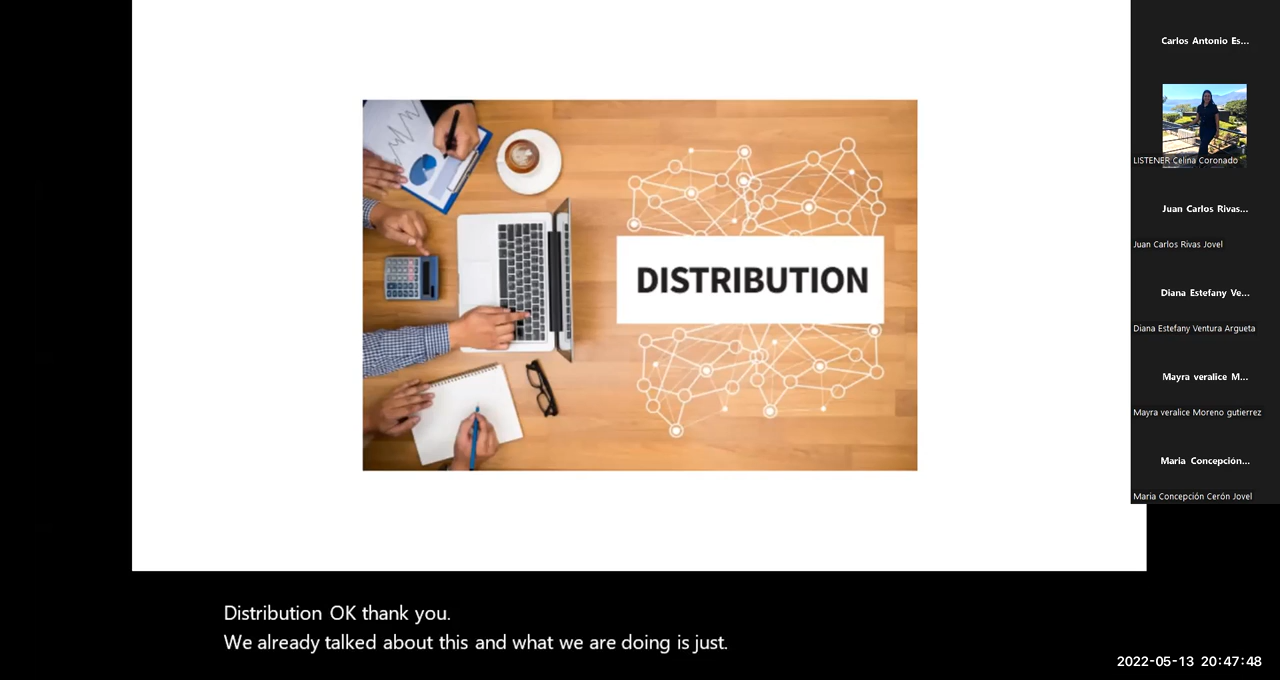 DISTRIBUTION
Carlos Antonio Es...
LISTENER Celina Coronado
Juan Carlos Rivas...
Juan Carlos Rivas Jovel
Diana Estefany Ve...
Diana Estefany Ventura Argueta
Mayra veralice M...
Mayra veralice Moreno gutierrez
Maria Concepción...
Maria Concepción Cerón Jovel
Distribution OK thank you.
We already talked about this and what we are doing is just.
2022-05-13 20:47:48